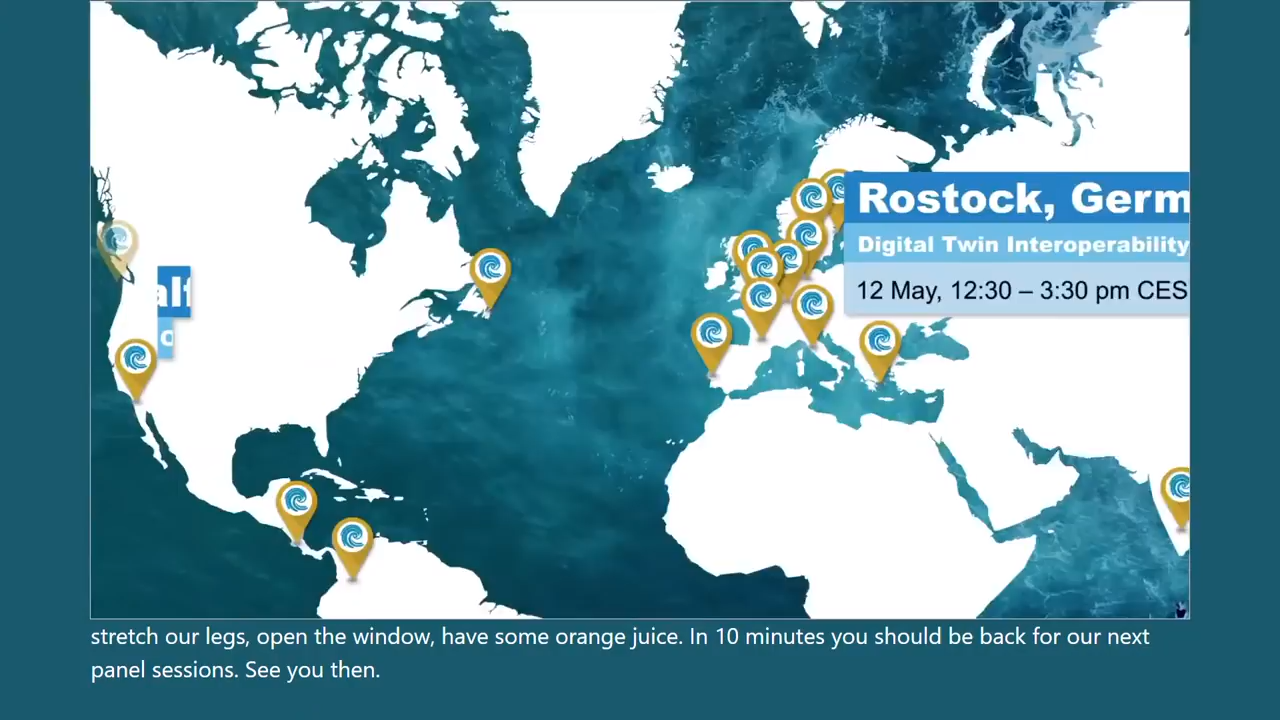 Rostock, Germ
Digital Twin Interoperability
12 May, 12:30 – 3:30 pm CES
stretch our legs, open the window, have some orange juice. In 10 minutes you should be back for our next
panel sessions. See you then.